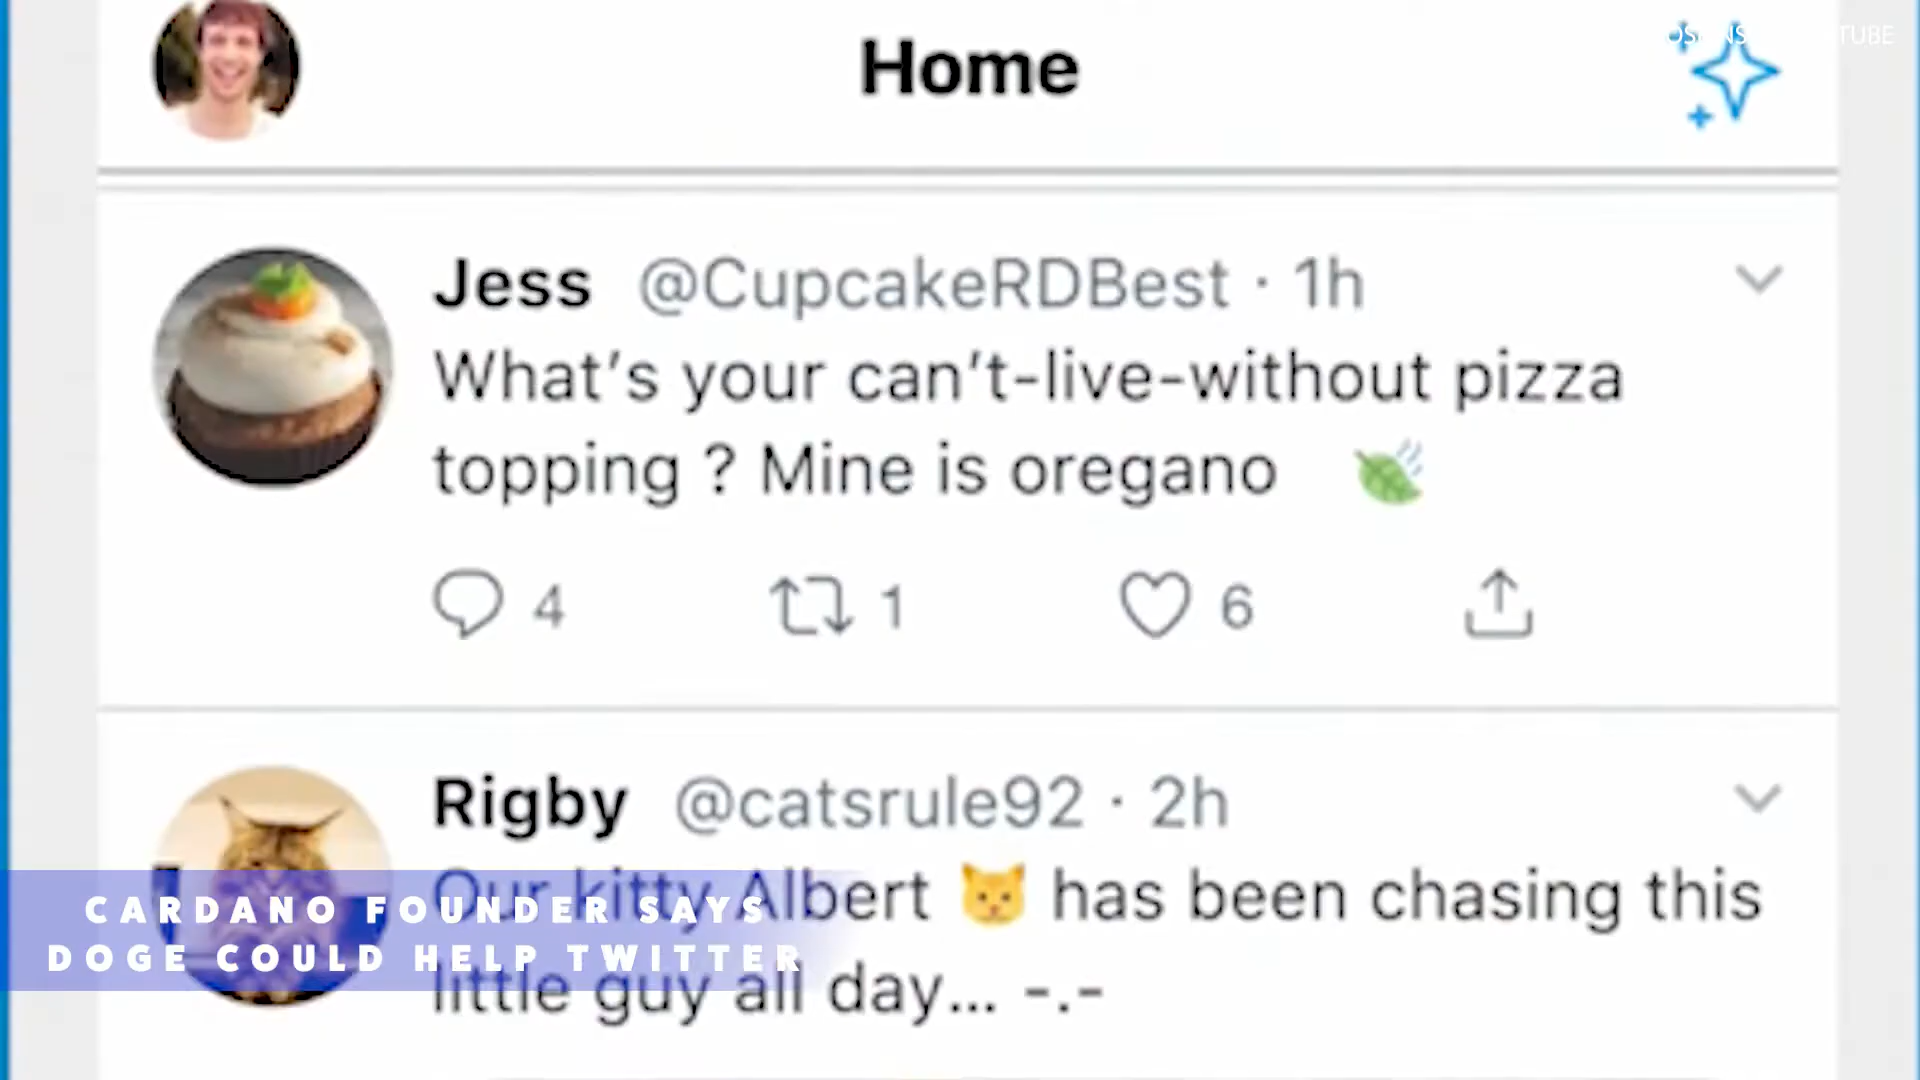 Home
Jess @CupcakeRDBest · 1h
What's your can't-live-without pizza
topping ? Mine is oregano 🍃
4 1 6
Rigby @catsrule92 · 2h
Our kitty Albert 🐱 has been chasing this
little guy all day... -.-
CARDANO FOUNDER SAYS
DOGE COULD HELP TWITTER